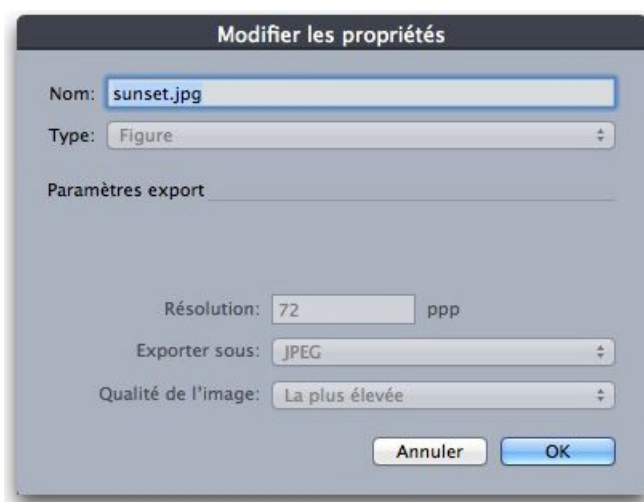 Modifier les propriétés
Nom: sunset.jpg
Type: Figure
Paramètres export
Résolution: 72 ppp
Exporter sous: JPEG
Qualité de l'image: La plus élevée
Annuler OK